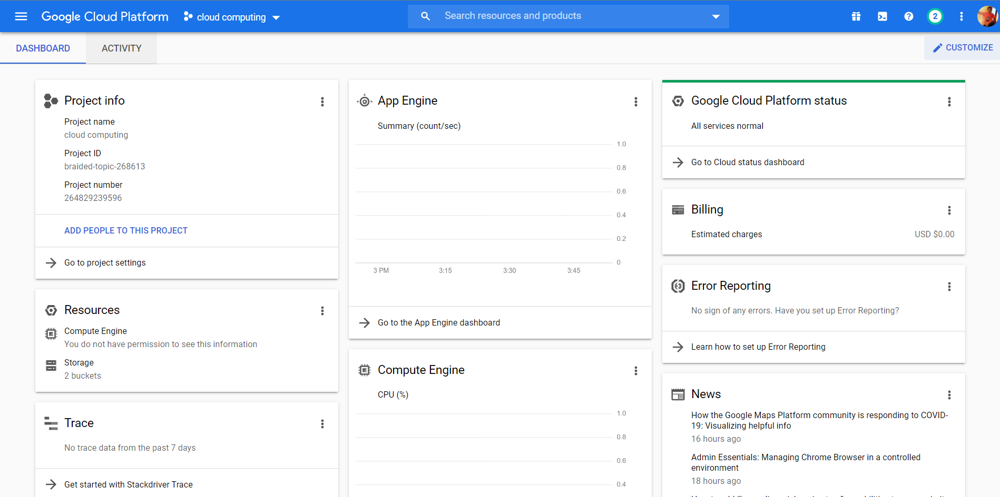 Google Cloud Platform
cloud computing
Search resources and products
2
DASHBOARD
ACTIVITY
CUSTOMIZE
Project info
Project name
cloud computing
Project ID
braided-topic-268613
Project number
264829239596
ADD PEOPLE TO THIS PROJECT
Go to project settings
Resources
Compute Engine
You do not have permission to see this information
Storage
2 buckets
Trace
No trace data from the past 7 days
Get started with Stackdriver Trace
App Engine
Summary (count/sec)
1.0
0.8
0.6
0.4
0.2
0
3 PM 3:15 3:30 3:45
Go to the App Engine dashboard
Compute Engine
CPU (%)
1.0
0.8
0.6
0.4
Google Cloud Platform status
All services normal
Go to Cloud status dashboard
Billing
Estimated charges USD $0.00
Error Reporting
No sign of any errors. Have you set up Error Reporting?
Learn how to set up Error Reporting
News
How the Google Maps Platform community is responding to COVID-
19: Visualizing helpful info
16 hours ago
Admin Essentials: Managing Chrome Browser in a controlled
environment
18 hours ago